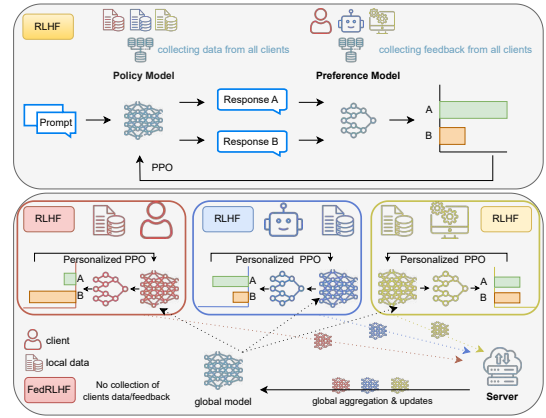 RLHF
collecting data from all clients
collecting feedback from all clients
Policy Model
Preference Model
Prompt
Response A
Response B
A
B
PPO
RLHF
RLHF
RLHF
Personalized PPO
Personalized PPO
Personalized PPO
A
B
A
B
A
B
client
local data
FedRLHF
No collection of
clients data/feedback
global model
global aggregation & updates
Server